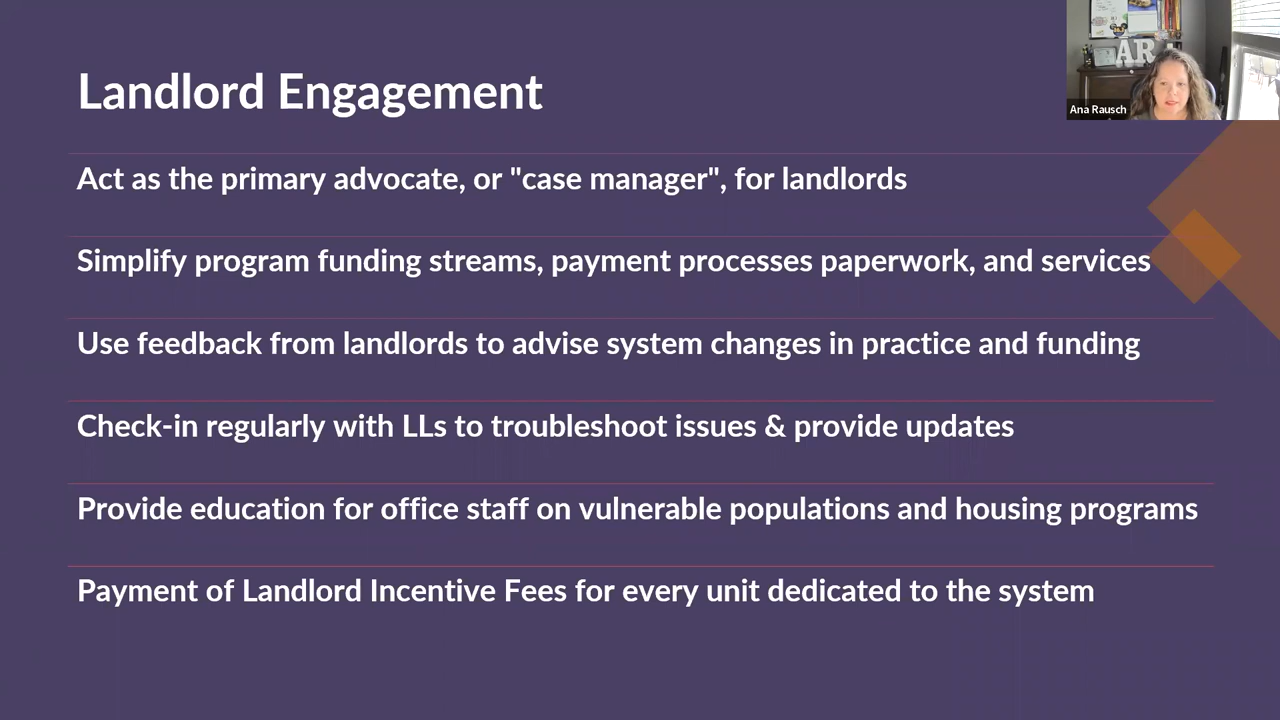 Landlord Engagement
AR
Ana Rausch
Act as the primary advocate, or "case manager", for landlords
Simplify program funding streams, payment processes paperwork, and services
Use feedback from landlords to advise system changes in practice and funding
Check-in regularly with LLs to troubleshoot issues & provide updates
Provide education for office staff on vulnerable populations and housing programs
Payment of Landlord Incentive Fees for every unit dedicated to the system